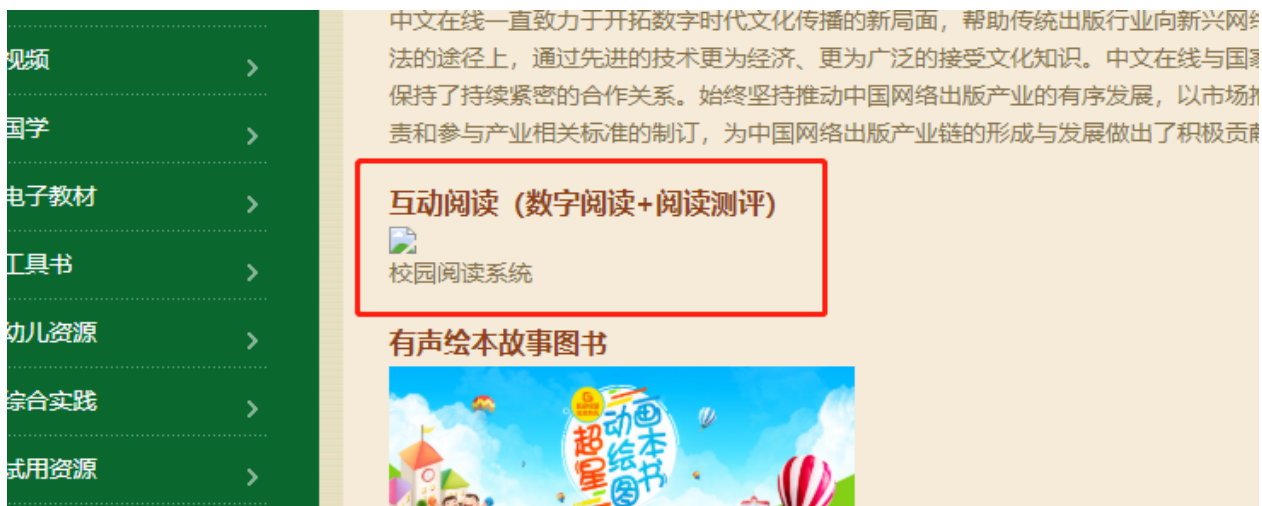 视频
国学
电子教材
工具书
幼儿资源
综合实践
试用资源
中文在线一直致力于开拓数字时代文化传播的新局面，帮助传统出版行业向新兴网络
法的途径上，通过先进的技术更为经济、更为广泛的接受文化知识。中文在线与国家
保持了持续紧密的合作关系。始终坚持推动中国网络出版产业的有序发展，以市场推
责和参与产业相关标准的制订，为中国网络出版产业链的形成与发展做出了积极贡献
互动阅读（数字阅读+阅读测评)
校园阅读系统
有声绘本故事图书
动画
超绘本
星图书